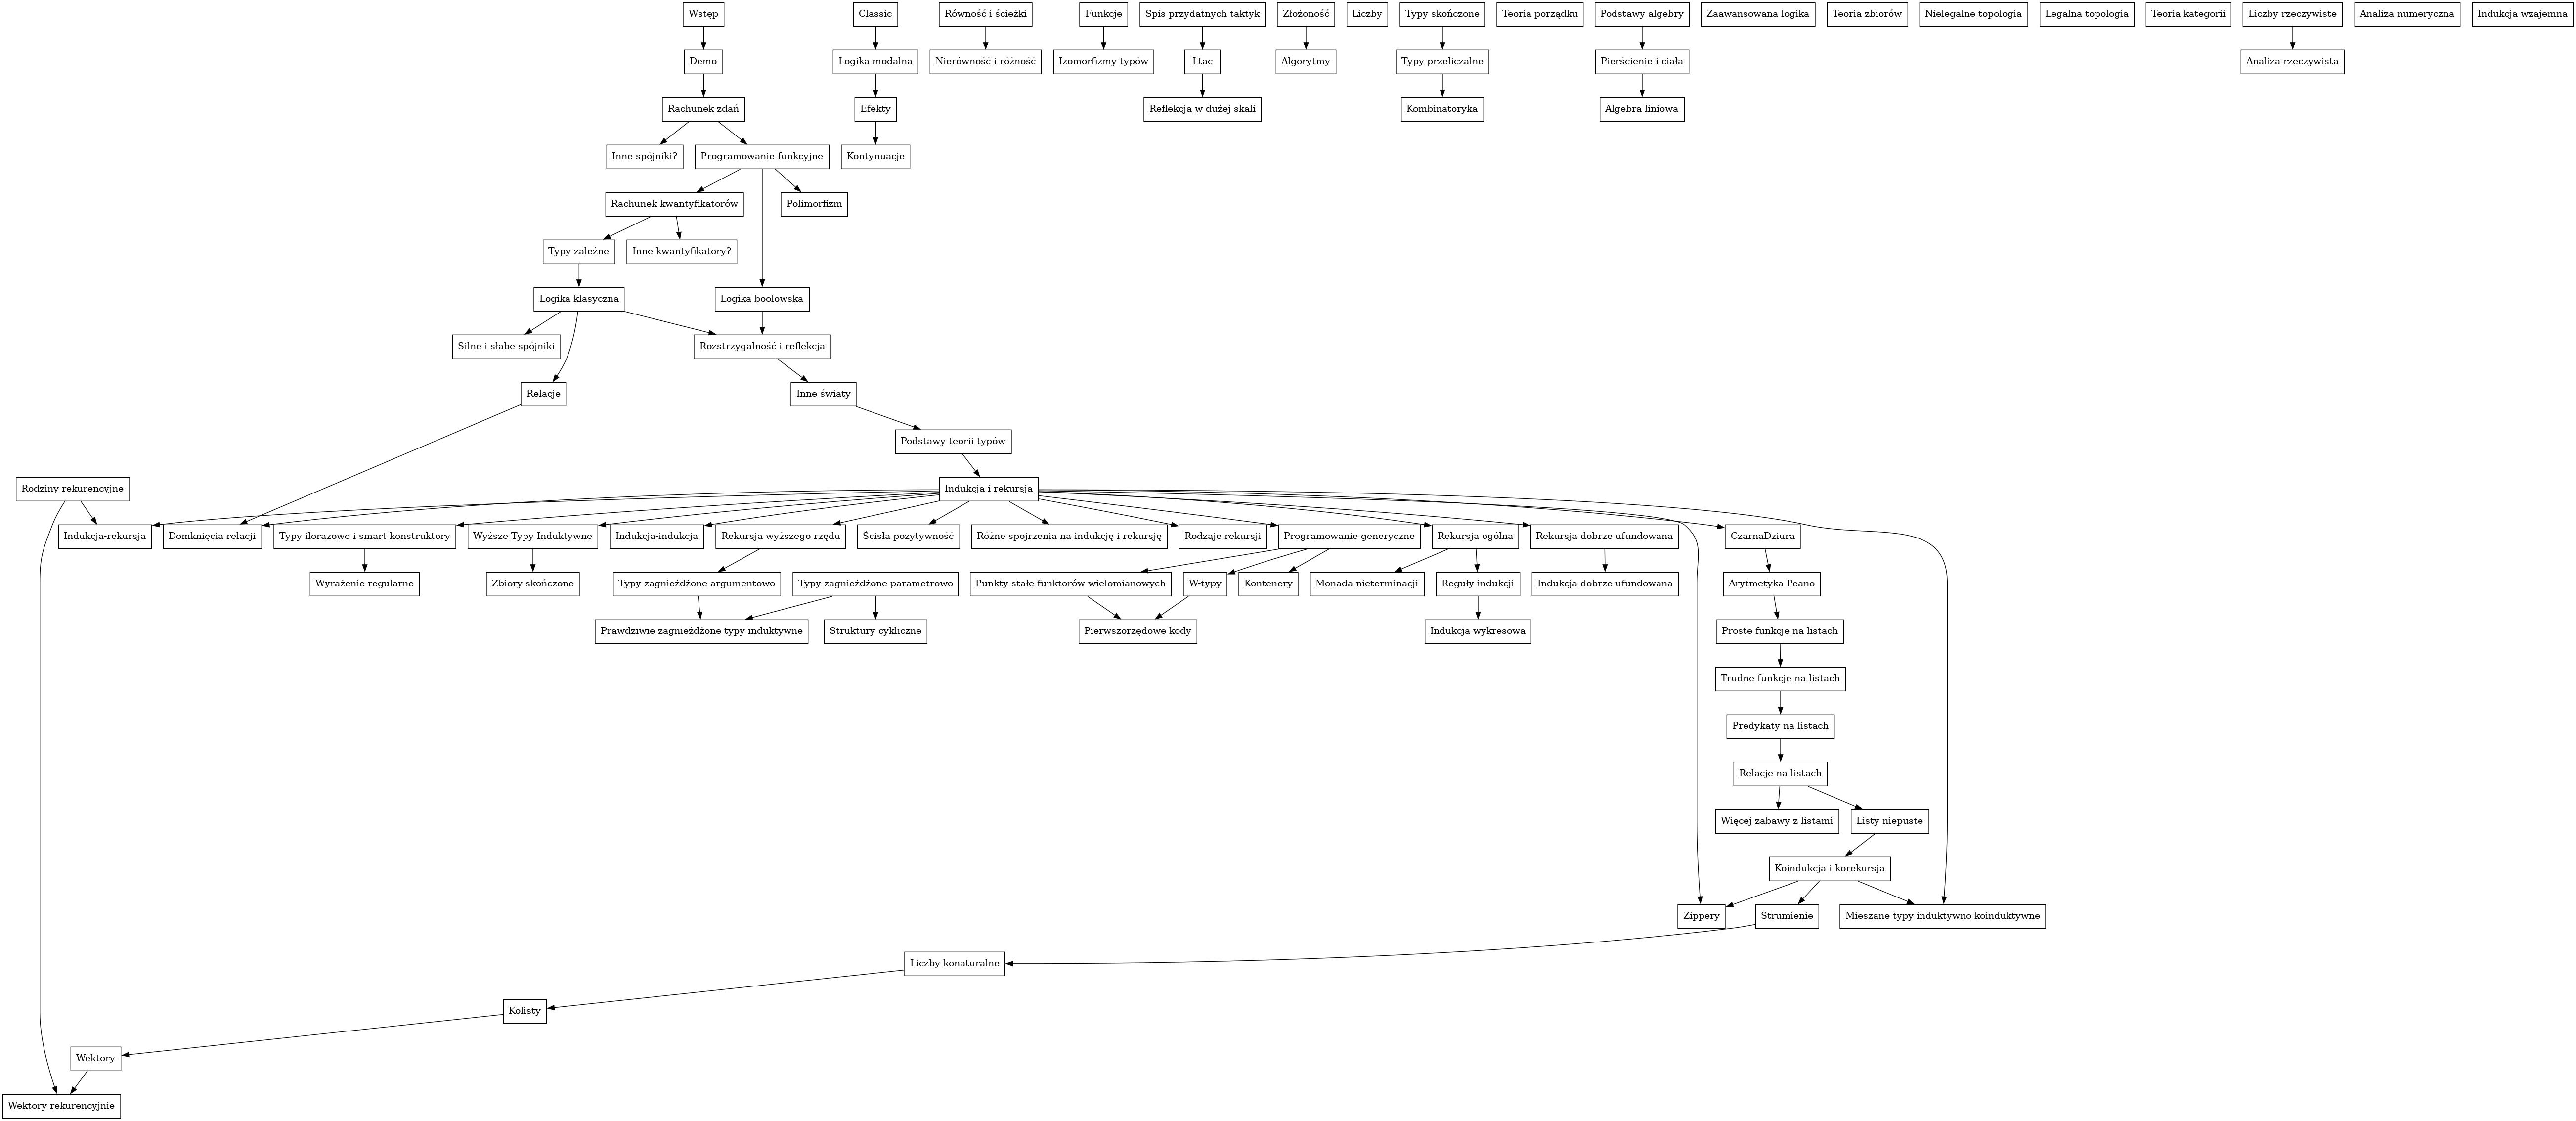 Wstęp
Classic
Równość i ścieżki
Funkcje
Spis przydatnych taktyk
Złożoność
Liczby
Typy skończone
Teoria porządku
Podstawy algebry
Zaawansowana logika
Teoria zbiorów
Nielegalne topologia
Legalna topologia
Teoria kategorii
Liczby rzeczywiste
Analiza numeryczna
Indukcja wzajemna
Demo
Logika modalna
Nierówność i różność
Izomorfizmy typów
Ltac
Algorytmy
Typy przeliczalne
Pierścienie i ciała
Analiza rzeczywista
Rachunek zdań
Efekty
Reflekcja w dużej skali
Kombinatoryka
Algebra liniowa
Inne spójniki?
Programowanie funkcyjne
Kontynuacje
Rachunek kwantyfikatorów
Polimorfizm
Typy zależne
Inne kwantyfikatory?
Logika klasyczna
Logika boolowska
Silne i słabe spójniki
Rozstrzygalność i reflekcja
Relacje
Inne światy
Podstawy teorii typów
Rodziny rekurencyjne
Indukcja i rekursja
Indukcja-rekursja
Domknięcia relacji
Typy ilorazowe i smart konstruktory
Wyższe Typy Induktywne
Indukcja-indukcja
Rekursja wyższego rzędu
Ścisła pozytywność
Różne spojrzenia na indukcję i rekursję
Rodzaje rekursji
Programowanie generyczne
Rekursja ogólna
Rekursja dobrze ufundowana
CzarnaDziura
Wyrażenie regularne
Zbiory skończone
Typy zagnieżdżone argumentowo
Typy zagnieżdżone parametrowo
Punkty stałe funktorów wielomianowych
W-typy
Kontenery
Monada nieterminacji
Reguły indukcji
Indukcja dobrze ufundowana
Arytmetyka Peano
Prawdziwie zagnieżdżone typy induktywne
Struktury cykliczne
Pierwszorzędowe kody
Indukcja wykresowa
Proste funkcje na listach
Trudne funkcje na listach
Predykaty na listach
Relacje na listach
Więcej zabawy z listami
Listy niepuste
Koindukcja i korekursja
Zippery
Strumienie
Mieszane typy induktywno-koinduktywne
Liczby konaturalne
Kolisty
Wektory
Wektory rekurencyjnie